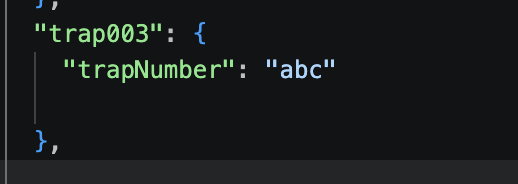 },
"trap003": {
"trapNumber": "abc"
},